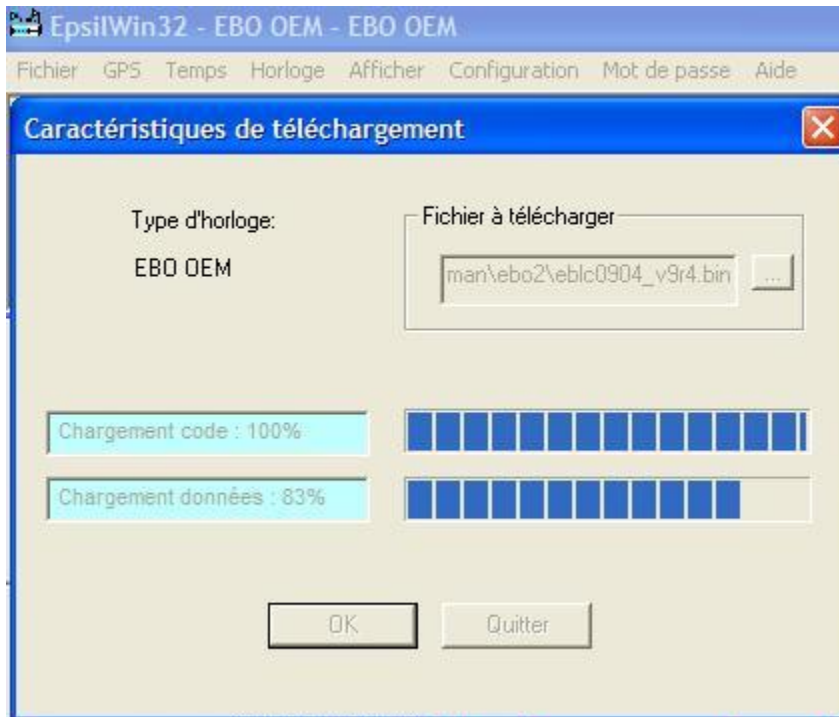 EpsilWin32 - EBO OEM - EBO OEM
Fichier GPS Temps Horloge Afficher Configuration Mot de passe Aide
Caractéristiques de téléchargement
Type d'horloge:
EBO OEM
Fichier à télécharger
man\ebo2\eblc0904_v9r4.bin ...
Chargement code : 100%
Chargement données : 83%
OK Quitter